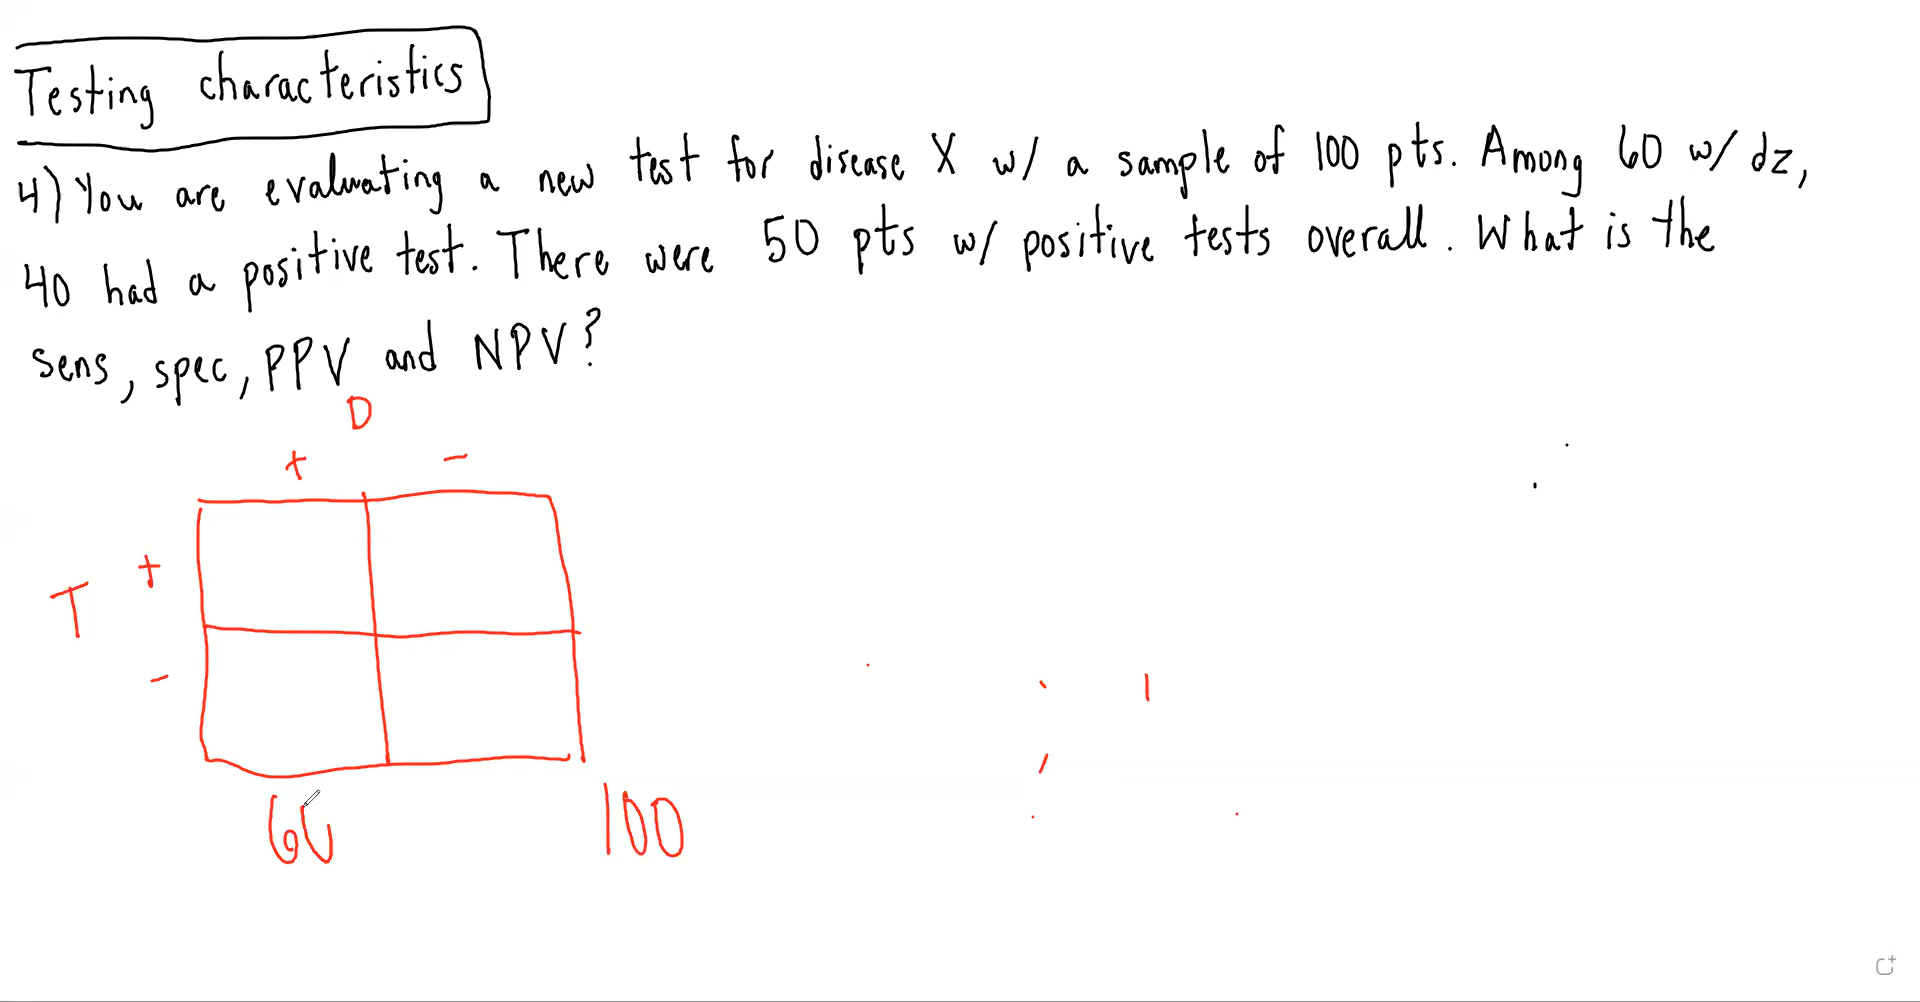 Testing characteristics
4) You are evaluating a new test for disease X w/ a sample of 100 pts. Among 60 w/ dz,
40 had a positive test. There were 50 pts w/ positive tests overall. What is the
sens, spec, PPV and NPV?
D
+ -
T +
-
60 100